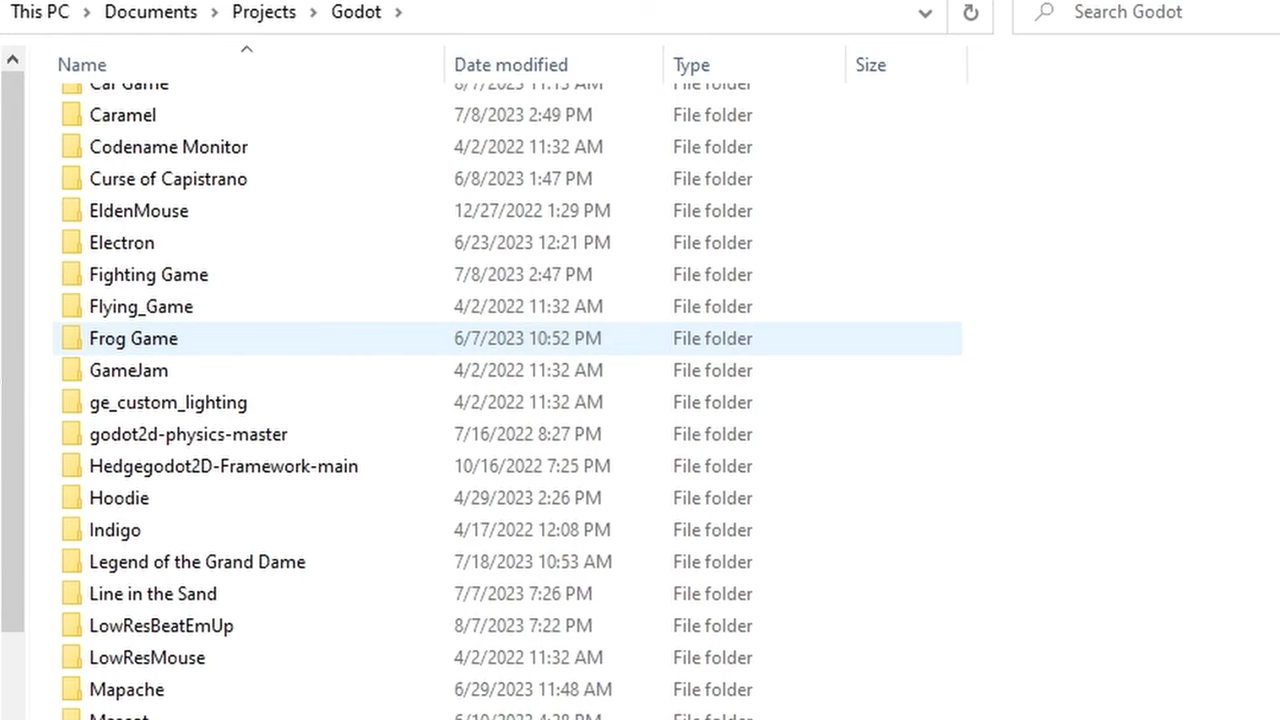 This PC > Documents > Projects > Godot >
Search Godot
Name Date modified Type Size
Car Game 8/7/2023 11:15 AM File folder
Caramel 7/8/2023 2:49 PM File folder
Codename Monitor 4/2/2022 11:32 AM File folder
Curse of Capistrano 6/8/2023 1:47 PM File folder
EldenMouse 12/27/2022 1:29 PM File folder
Electron 6/23/2023 12:21 PM File folder
Fighting Game 7/8/2023 2:47 PM File folder
Flying_Game 4/2/2022 11:32 AM File folder
Frog Game 6/7/2023 10:52 PM File folder
GameJam 4/2/2022 11:32 AM File folder
ge_custom_lighting 4/2/2022 11:32 AM File folder
godot2d-physics-master 7/16/2022 8:27 PM File folder
Hedgegodot2D-Framework-main 10/16/2022 7:25 PM File folder
Hoodie 4/29/2023 2:26 PM File folder
Indigo 4/17/2022 12:08 PM File folder
Legend of the Grand Dame 7/18/2023 10:53 AM File folder
Line in the Sand 7/7/2023 7:26 PM File folder
LowResBeatEmUp 8/7/2023 7:22 PM File folder
LowResMouse 4/2/2022 11:32 AM File folder
Mapache 6/29/2023 11:48 AM File folder